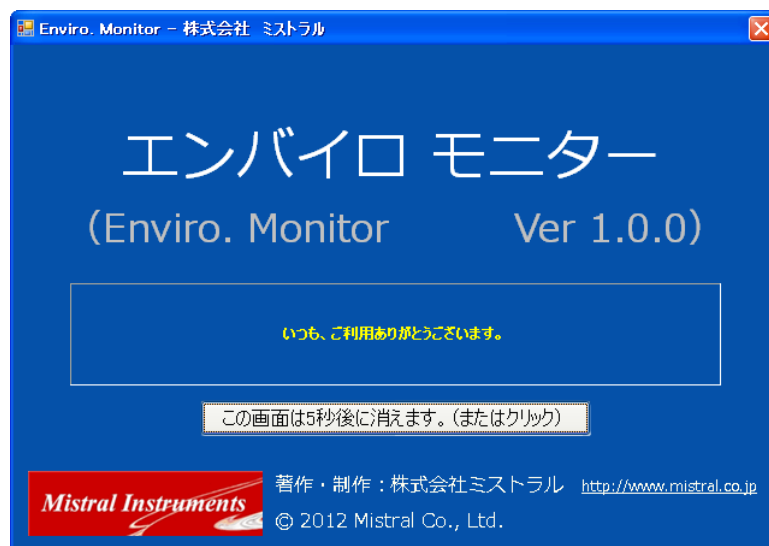 Enviro. Monitor - 株式会社 ミストラル
エンバイロ モニター
(Enviro. Monitor Ver 1.0.0)
いつも、ご利用ありがとうございます。
この画面は5秒後に消えます。(またはクリック)
Mistral Instruments
著作・制作:株式会社ミストラル http://www.mistral.co.jp
© 2012 Mistral Co., Ltd.